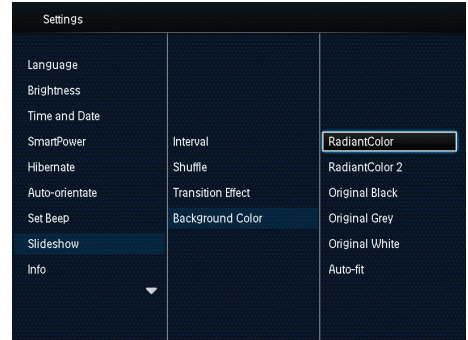 Settings
Language
Brightness
Time and Date
SmartPower
Hibernate
Auto-orientate
Set Beep
Slideshow
Info
Interval
Shuffle
Transition Effect
Background Color
RadiantColor
RadiantColor 2
Original Black
Original Grey
Original White
Auto-fit